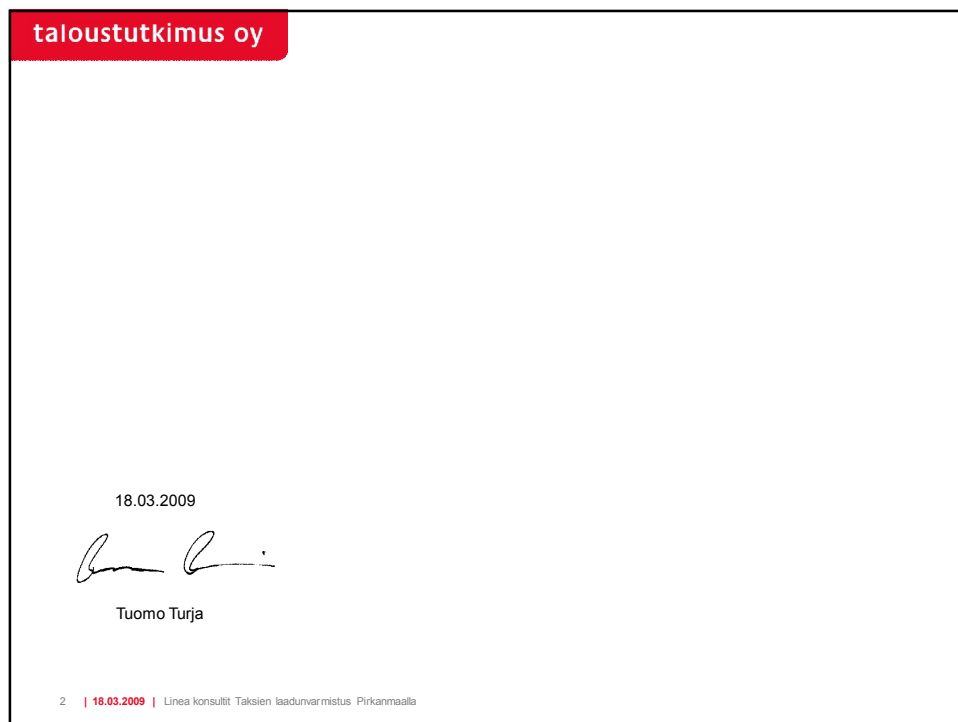 taloustutkimus oy
18.03.2009
Tuomo Turja
2 | 18.03.2009 | Linea konsultit Taksien laadunvarmistus Pirkanmaalla